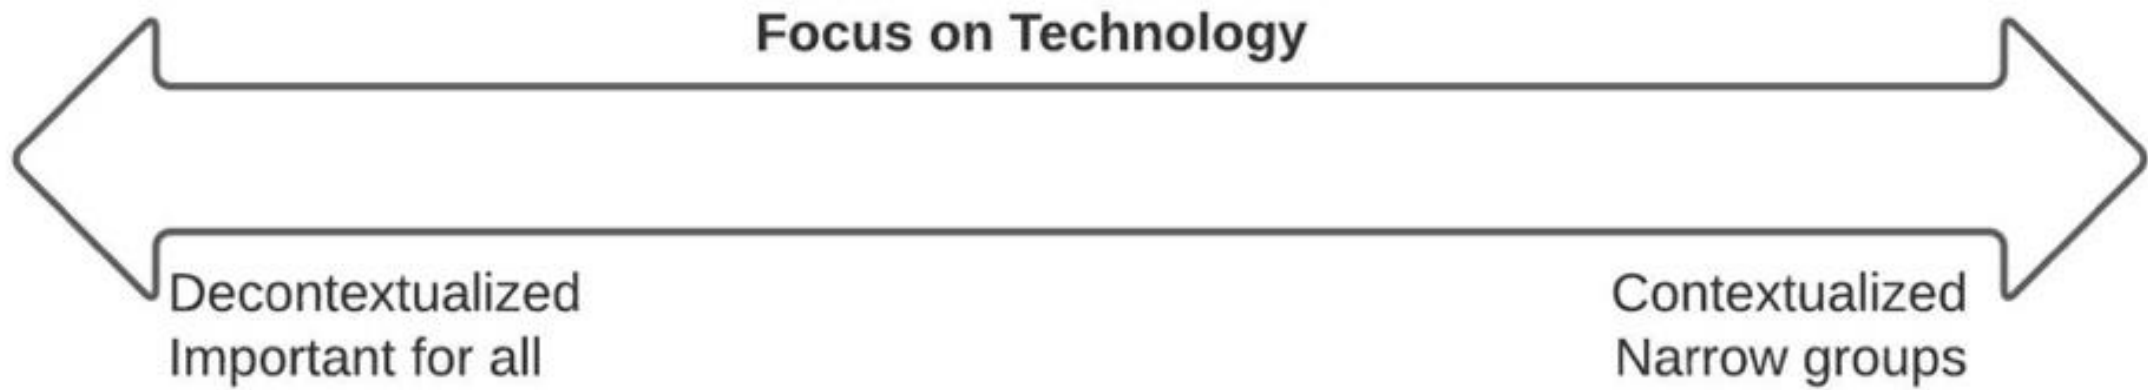 Focus on Technology
Decontextualized
Important for all
Contextualized
Narrow groups